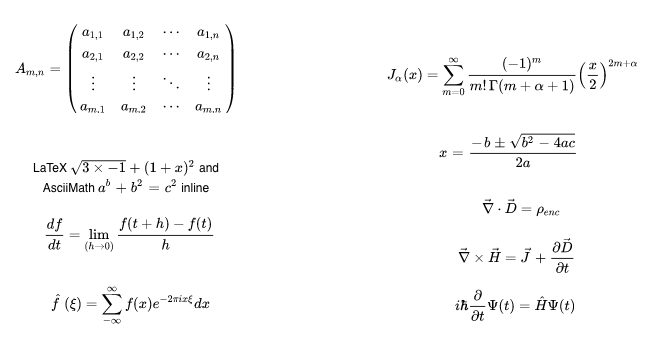 $A_{m,n} = \begin{pmatrix} a_{1,1} & a_{1,2} & \cdots & a_{1,n} \\ a_{2,1} & a_{2,2} & \cdots & a_{2,n} \\ \vdots & \vdots & \ddots & \vdots \\ a_{m,1} & a_{m,2} & \cdots & a_{m,n} \end{pmatrix}$
LaTeX $\sqrt{3 \times -1} + (1 + x)^2$ and
AsciiMath $a^b + b^2 = c^2$ inline
$\frac{df}{dt} = \lim_{(h \to 0)} \frac{f(t + h) - f(t)}{h}$
$\hat{f}\,(\xi) = \sum_{-\infty}^{\infty} f(x) e^{-2\pi i x \xi} dx$
$J_\alpha(x) = \sum_{m=0}^{\infty} \frac{(-1)^m}{m!\,\Gamma(m + \alpha + 1)} \left(\frac{x}{2}\right)^{2m+\alpha}$
$x = \frac{-b \pm \sqrt{b^2 - 4ac}}{2a}$
$\vec{\nabla} \cdot \vec{D} = \rho_{enc}$
$\vec{\nabla} \times \vec{H} = \vec{J} + \frac{\partial \vec{D}}{\partial t}$
$i\hbar \frac{\partial}{\partial t} \Psi(t) = \hat{H} \Psi(t)$